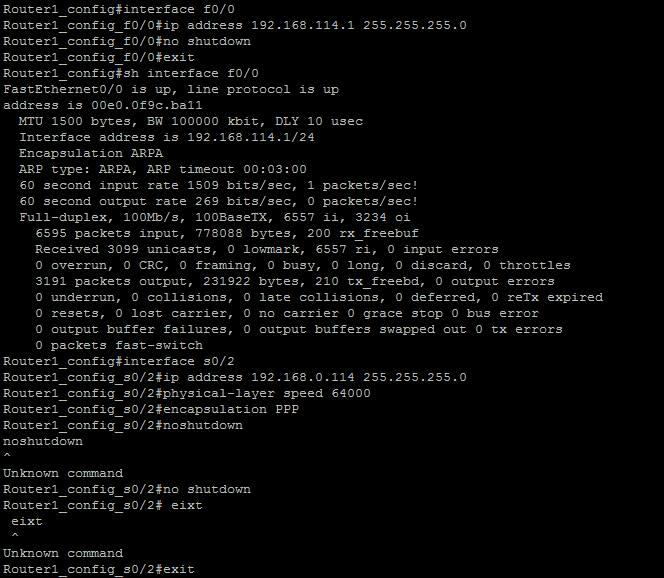 Router1_config#interface f0/0
Router1_config_f0/0#ip address 192.168.114.1 255.255.255.0
Router1_config_f0/0#no shutdown
Router1_config_f0/0#exit
Router1_config#sh interface f0/0
FastEthernet0/0 is up, line protocol is up
address is 00e0.0f9c.ba11
  MTU 1500 bytes, BW 100000 kbit, DLY 10 usec
  Interface address is 192.168.114.1/24
  Encapsulation ARPA
  ARP type: ARPA, ARP timeout 00:03:00
  60 second input rate 1509 bits/sec, 1 packets/sec!
  60 second output rate 269 bits/sec, 0 packets/sec!
  Full-duplex, 100Mb/s, 100BaseTX, 6557 ii, 3234 oi
    6595 packets input, 778088 bytes, 200 rx_freebuf
    Received 3099 unicasts, 0 lowmark, 6557 ri, 0 input errors
    0 overrun, 0 CRC, 0 framing, 0 busy, 0 long, 0 discard, 0 throttles
    3191 packets output, 231922 bytes, 210 tx_freebd, 0 output errors
    0 underrun, 0 collisions, 0 late collisions, 0 deferred, 0 reTx expired
    0 resets, 0 lost carrier, 0 no carrier 0 grace stop 0 bus error
    0 output buffer failures, 0 output buffers swapped out 0 tx errors
    0 packets fast-switch
Router1_config#interface s0/2
Router1_config_s0/2#ip address 192.168.0.114 255.255.255.0
Router1_config_s0/2#physical-layer speed 64000
Router1_config_s0/2#encapsulation PPP
Router1_config_s0/2#noshutdown
noshutdown
^
Unknown command
Router1_config_s0/2#no shutdown
Router1_config_s0/2# eixt
 eixt
 ^
Unknown command
Router1_config_s0/2#exit